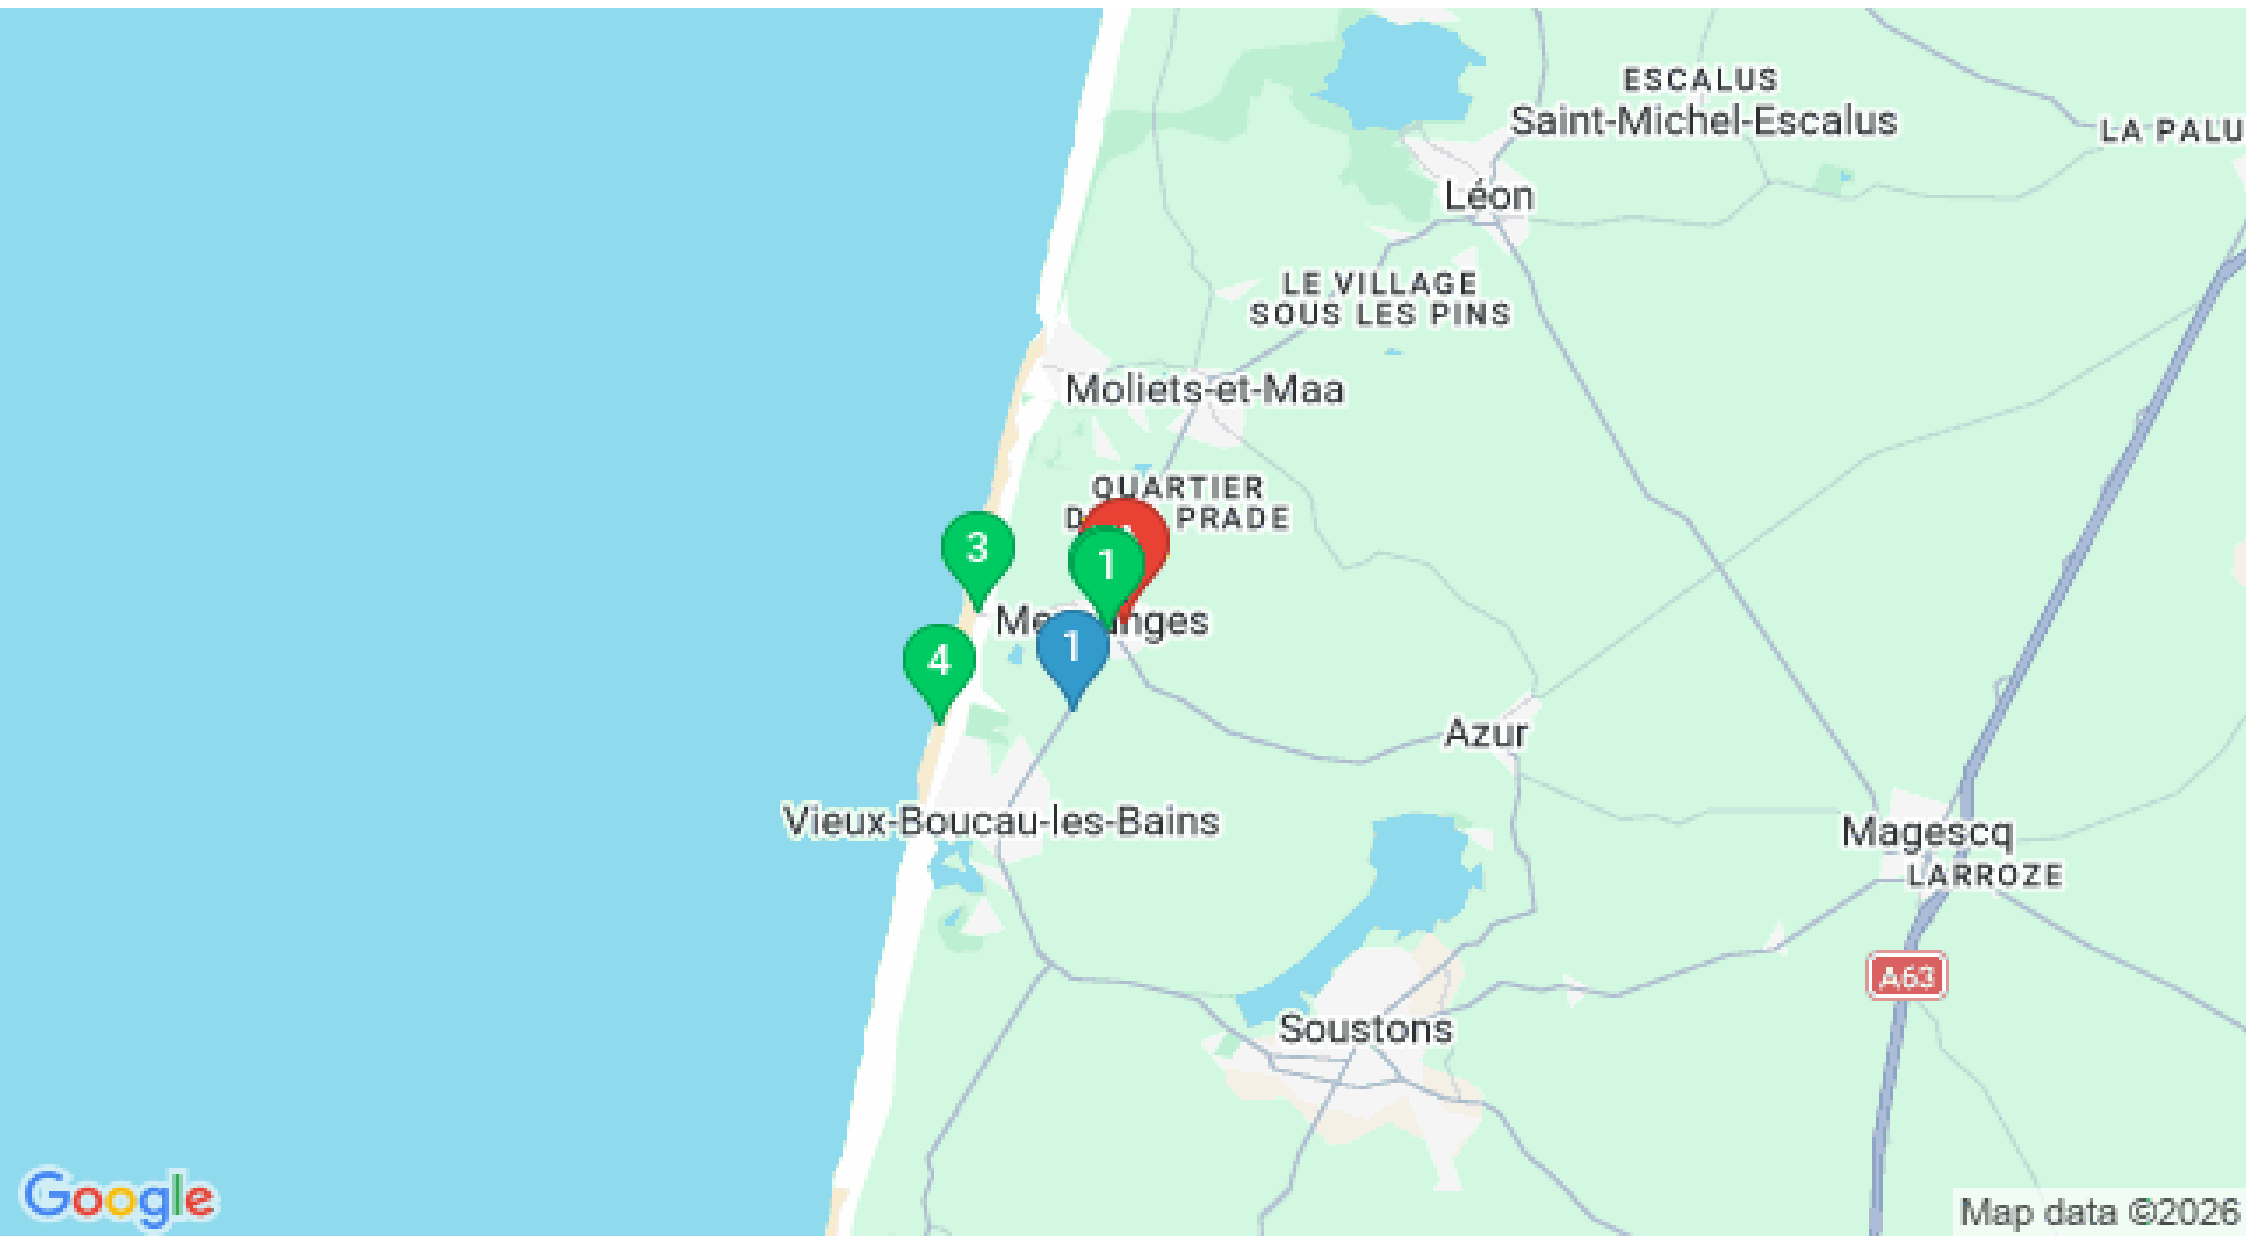 ESCALUS
Saint-Michel-Escalus
LA PALU
Léon
LE VILLAGE
SOUS LES PINS
Moliets-et-Maa
QUARTIER
PRADE
3
1
4
1
Azur
Vieux-Boucau-les-Bains
Magescq
LARROZE
A63
Soustons
Google
Map data ©2026